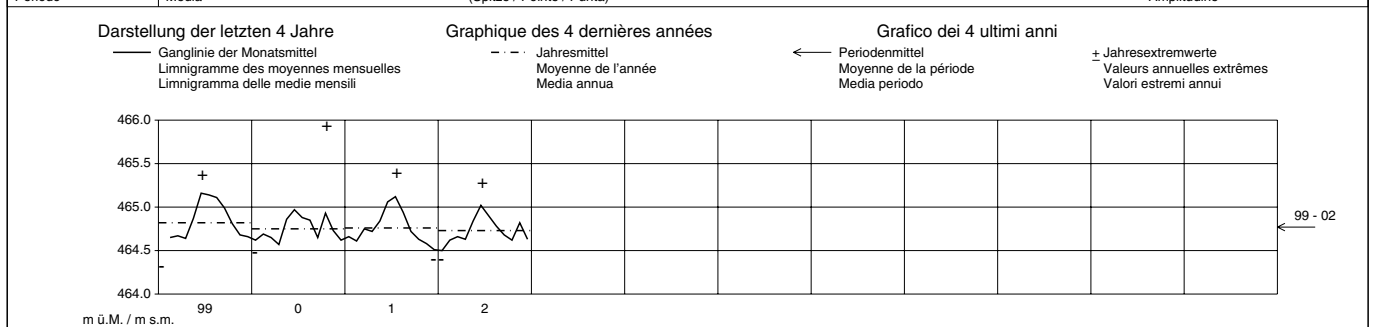 Periode Media (Spitze / Pointe / Punta) Amplitudine
Darstellung der letzten 4 Jahre Graphique des 4 dernières années Grafico dei 4 ultimi anni
Ganglinie der Monatsmittel Jahresmittel Periodenmittel + Jahresextremwerte
Limnigramme des moyennes mensuelles Moyenne de l'année Moyenne de la période - Valeurs annuelles extrêmes
Limnigramma delle medie mensili Media annua Media periodo Valori estremi annui
466.0
465.5
465.0
99 - 02
464.5
464.0
99 0 1 2
m ü.M. / m s.m.